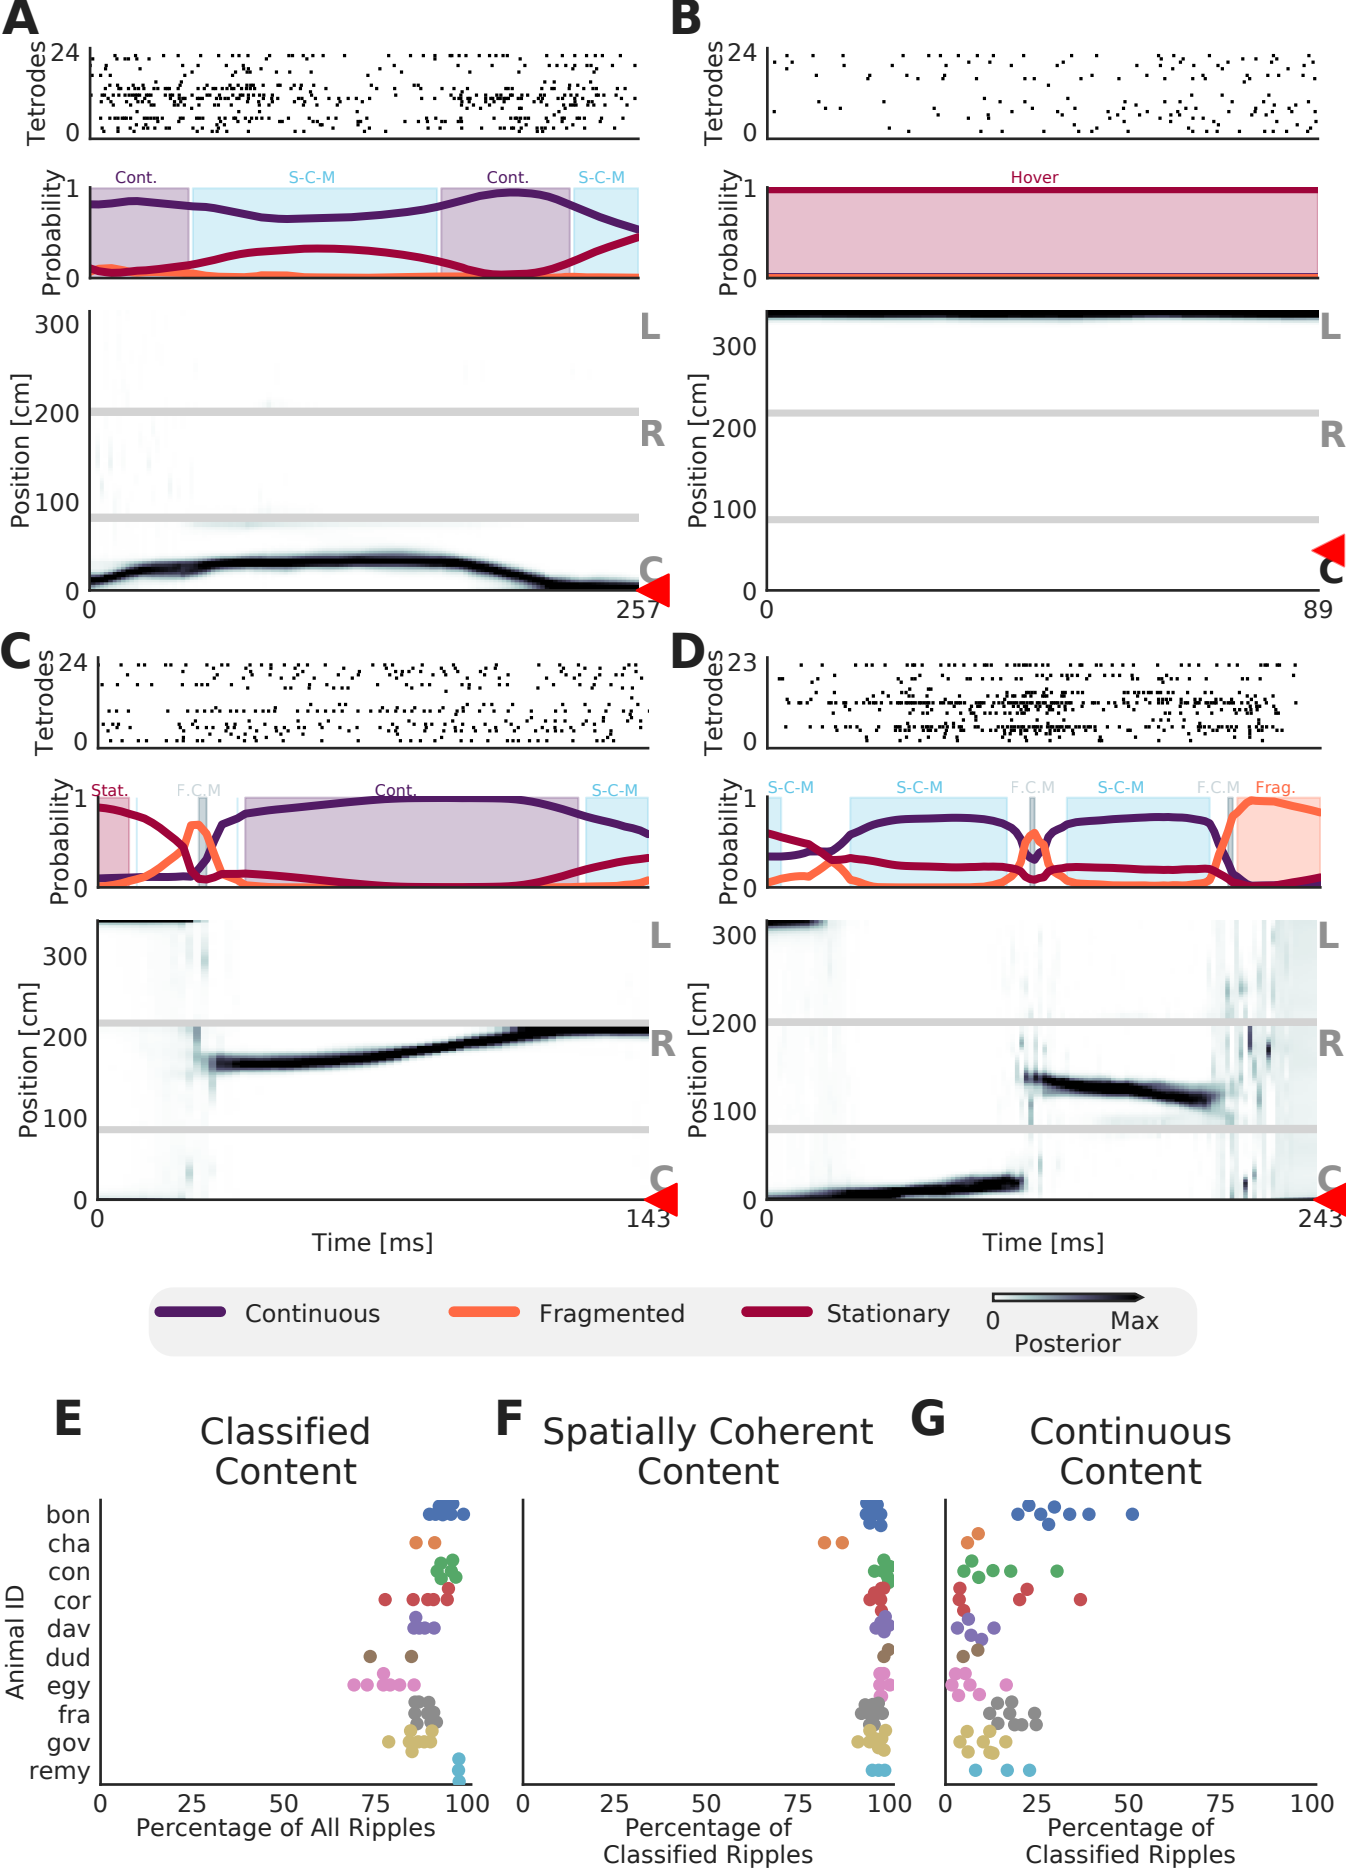 A
Tetrodes
24
0
Probability
1
0
Cont.
S-C-M
Cont.
S-C-M
Position [cm]
300
200
100
0
L
R
C
0
257
B
Tetrodes
24
0
Probability
1
0
Hover
Position [cm]
300
200
100
0
L
R
C
0
89
C
Tetrodes
24
0
Probability
1
0
Stat.
F.C.M
Cont.
S-C-M
Position [cm]
300
200
100
0
L
R
C
0
143
Time [ms]
D
Tetrodes
23
0
Probability
1
0
S-C-M
S-C-M
F.C.M
S-C-M
F.C.M
Frag.
Position [cm]
300
200
100
0
L
R
C
0
243
Time [ms]
Continuous
Fragmented
Stationary
0
Max
Posterior
E
Classified
Content
Animal ID
bon
cha
con
cor
dav
dud
egy
fra
gov
remy
0 25 50 75 100
Percentage of All Ripples
F
Spatially Coherent
Content
0 25 50 75 100
Percentage of
Classified Ripples
G
Continuous
Content
0 25 50 75 100
Percentage of
Classified Ripples